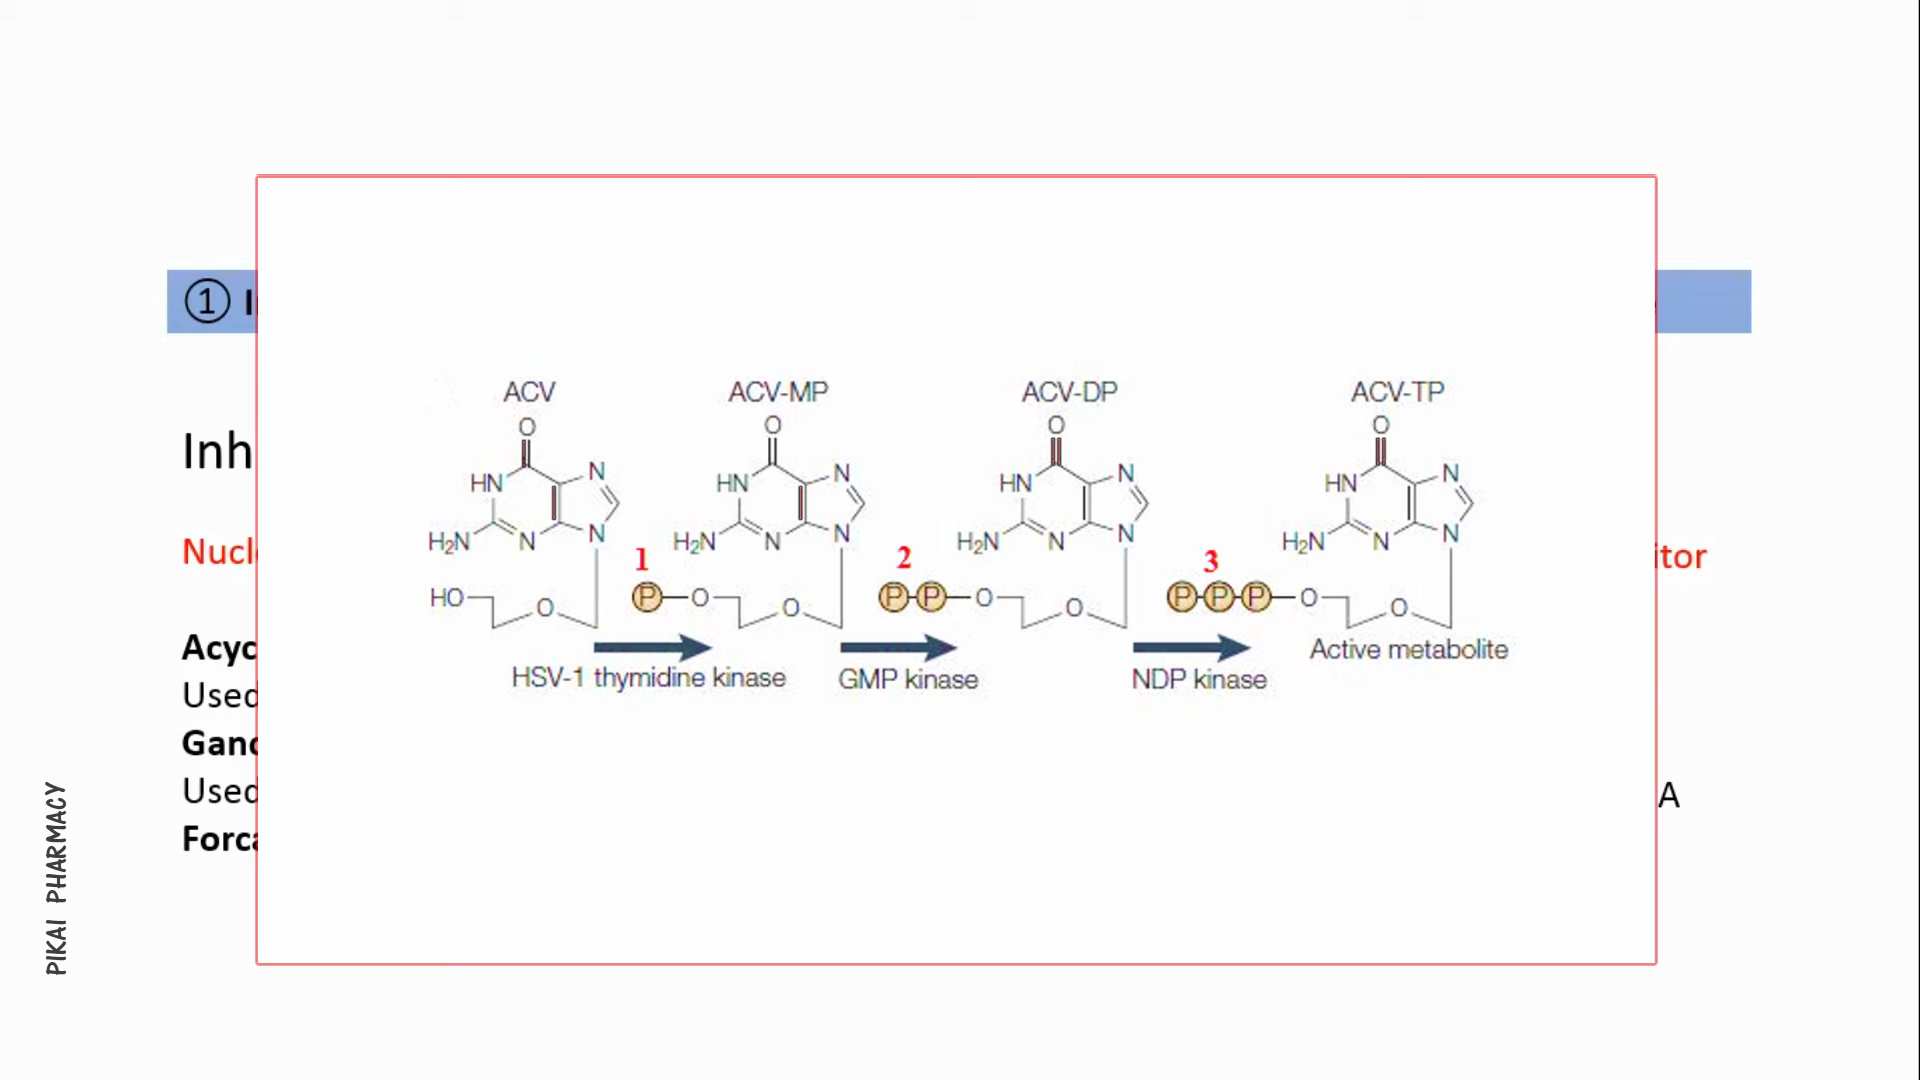 ① I
Inh
Nucl
itor
Acyc
Used
Ganc
Used
A
Forca
PIKAI PHARMACY
ACV
ACV-MP
ACV-DP
ACV-TP
O
O
O
O
HN
N
HN
N
HN
N
HN
N
H₂N
N
N
H₂N
N
N
H₂N
N
N
H₂N
N
N
1
2
3
HO
O
P
O
O
P
P
O
O
P
P
P
O
O
HSV-1 thymidine kinase
GMP kinase
NDP kinase
Active metabolite